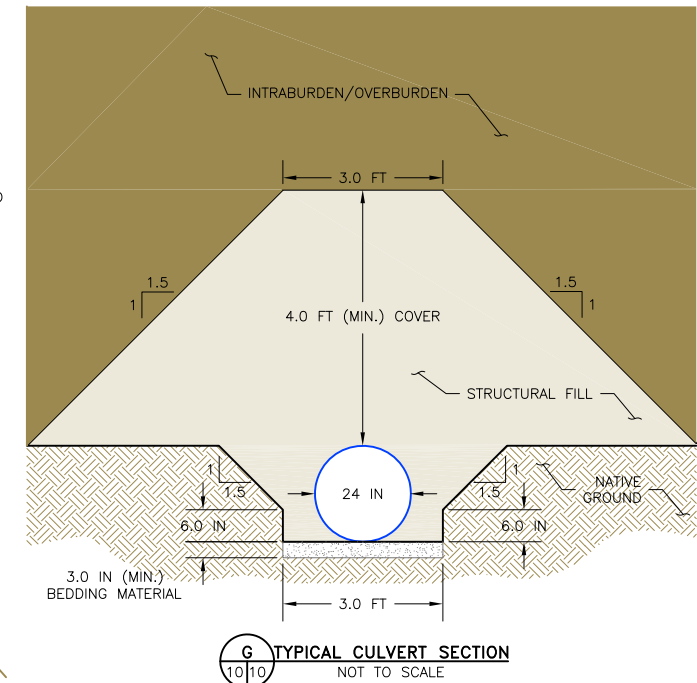 INTRABURDEN/OVERBURDEN
3.0 FT
1.5
1
1.5
1
4.0 FT (MIN.) COVER
STRUCTURAL FILL
1
1.5
24 IN
1
1.5
NATIVE
GROUND
6.0 IN
6.0 IN
3.0 IN (MIN.)
BEDDING MATERIAL
3.0 FT
G
10 10
TYPICAL CULVERT SECTION
NOT TO SCALE